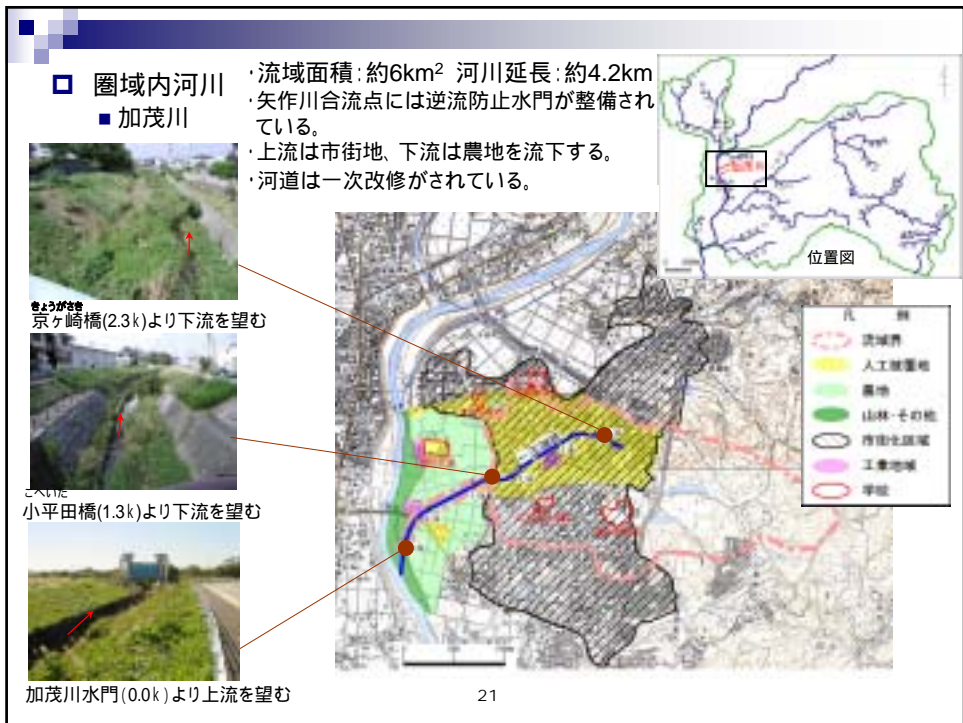 圏域内河川
加茂川
・流域面積：約6km² 河川延長：約4.2km
・矢作川合流点には逆流防止水門が整備され
ている。
・上流は市街地、下流は農地を流下する。
・河道は一次改修がされている。
位置図
きょうがさき
京ヶ崎橋(2.3k)より下流を望む
こへいた
小平田橋(1.3k)より下流を望む
加茂川水門(0.0k)より上流を望む
凡 例
流域界
人工被覆地
農地
山林・その他
市街化区域
工業地域
学校
21